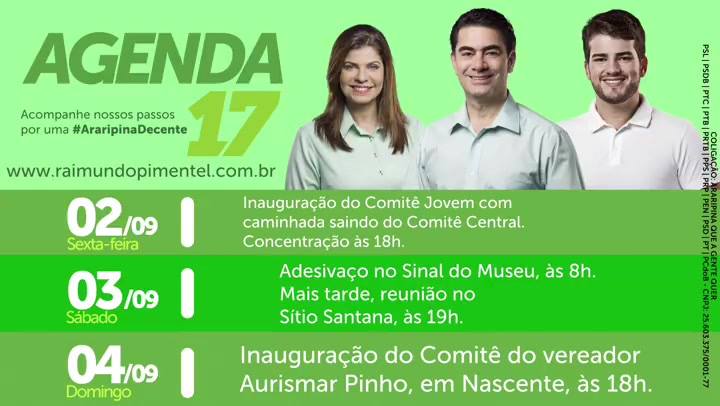 AGENDA
17
Acompanhe nossos passos
por uma #AraripinaDecente
www.raimundopimentel.com.br
02/09
Sexta-feira
Inauguração do Comitê Jovem com
caminhada saindo do Comitê Central.
Concentração às 18h.
03/09
Sábado
Adesivaço no Sinal do Museu, às 8h.
Mais tarde, reunião no
Sítio Santana, às 19h.
04/09
Domingo
Inauguração do Comitê do vereador
Aurismar Pinho, em Nascente, às 18h.
COLIGAÇÃO: ARARIPINA QUE A GENTE QUER
PSL | PSDB | PTC | PTB | PRTB | PPS | PRP | PEN | PSD | PT | PCdoB - CNPJ: 25.603.375/0001-77